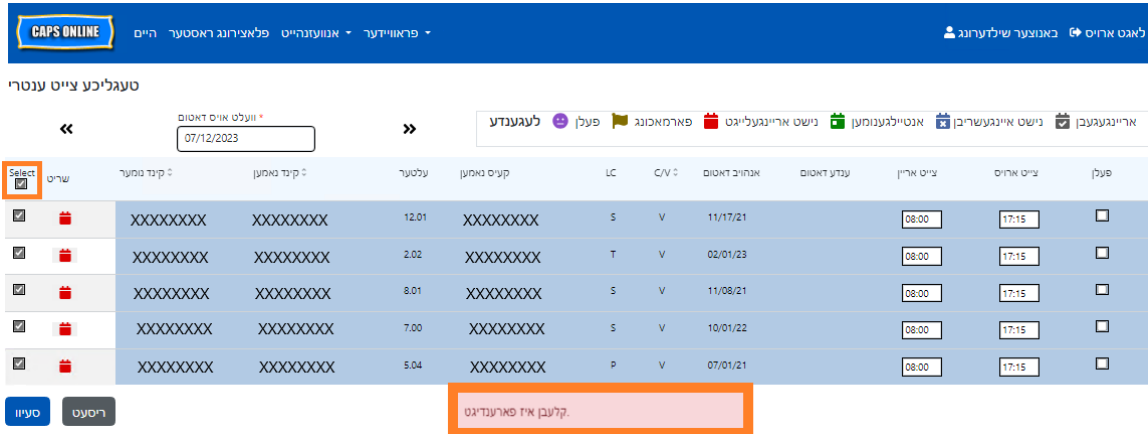 CAPS ONLINE היים פלאצירונג ראסטער אנוועזנהייט פראוויידער באנוצער שילדערונג לאגט ארויס
טעגליכע צייט ענטרי
* וועלט אויס דאטום
07/12/2023
לעגענדע פעלן פארמאכונג נישט אריינגעלייגט אנטיילגענומען נישט איינגעשריבן אריינגעגעבן
Select שריט קינד נומער קינד נאמען עלטער קעיס נאמען LC C/V אנהויב דאטום ענדע דאטום צייט אריין צייט ארויס פעלן
XXXXXXXX XXXXXXXX 12.01 XXXXXXXX S V 11/17/21 08:00 17:15
XXXXXXXX XXXXXXXX 2.02 XXXXXXXX T V 02/01/23 08:00 17:15
XXXXXXXX XXXXXXXX 8.01 XXXXXXXX S V 11/08/21 08:00 17:15
XXXXXXXX XXXXXXXX 7.00 XXXXXXXX S V 10/01/22 08:00 17:15
XXXXXXXX XXXXXXXX 5.04 XXXXXXXX P V 07/01/21 08:00 17:15
סעיוו ריסעט קלעבן איז פארענדיגט.